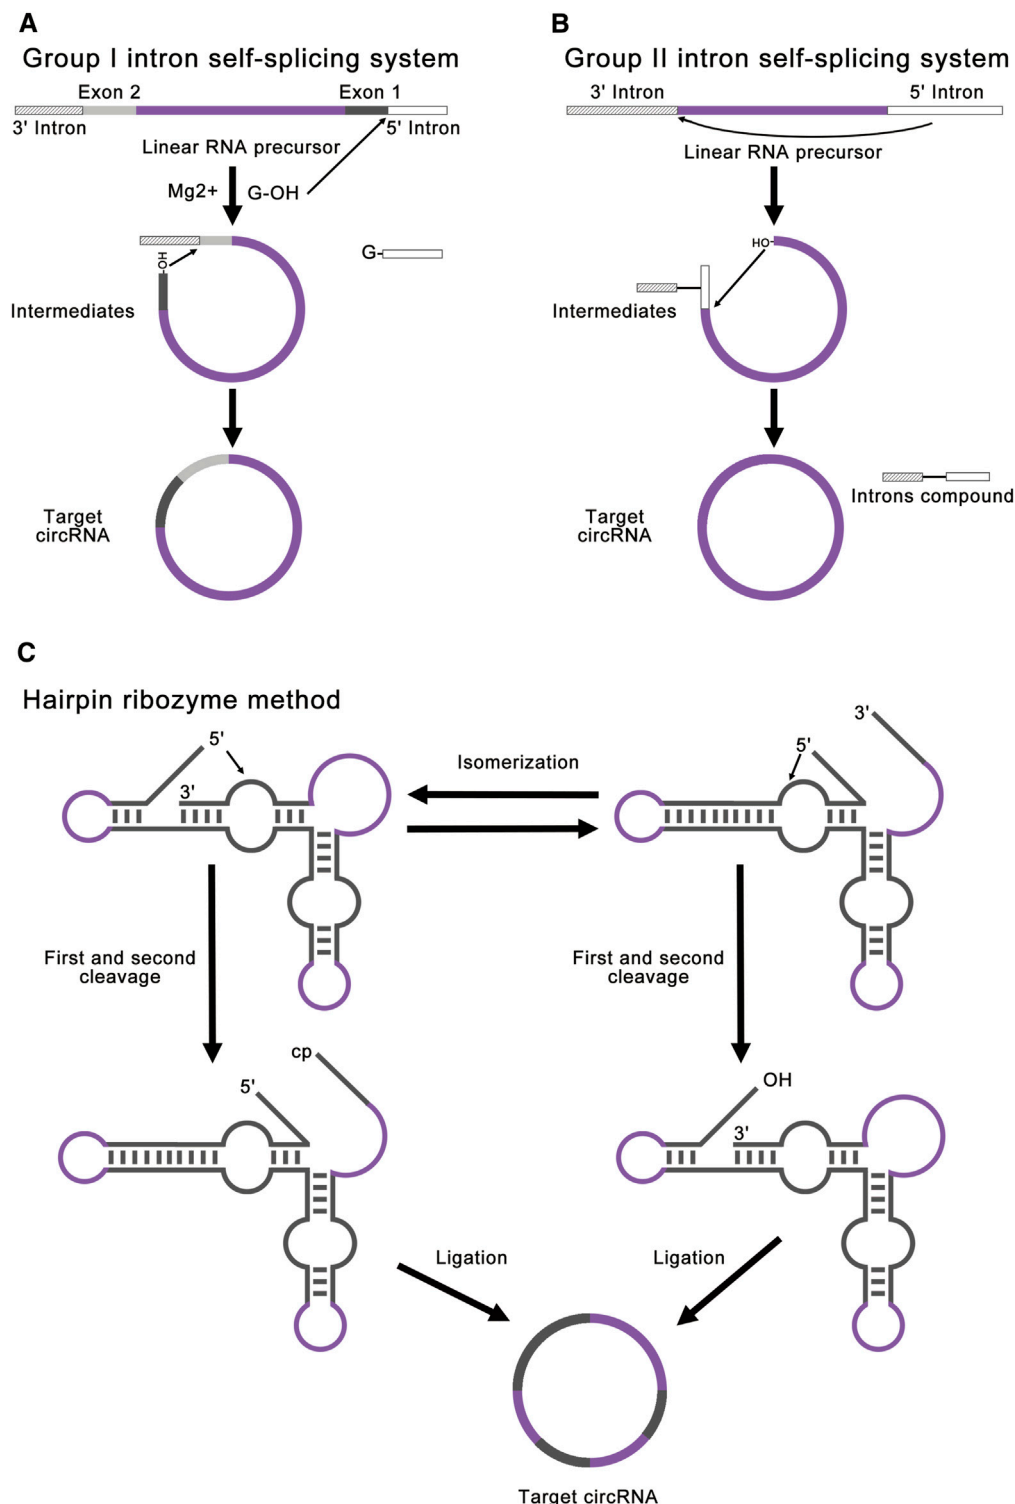 A
Group I intron self-splicing system
Exon 2
Exon 1
3' Intron
5' Intron
Linear RNA precursor
Mg2+
G-OH
HO-
G-
Intermediates
Target
circRNA
B
Group II intron self-splicing system
3' Intron
5' Intron
Linear RNA precursor
HO-
Intermediates
Introns compound
Target
circRNA
C
Hairpin ribozyme method
5'
3'
Isomerization
3'
5'
First and second
cleavage
First and second
cleavage
cp
5'
OH
3'
Ligation
Ligation
Target circRNA